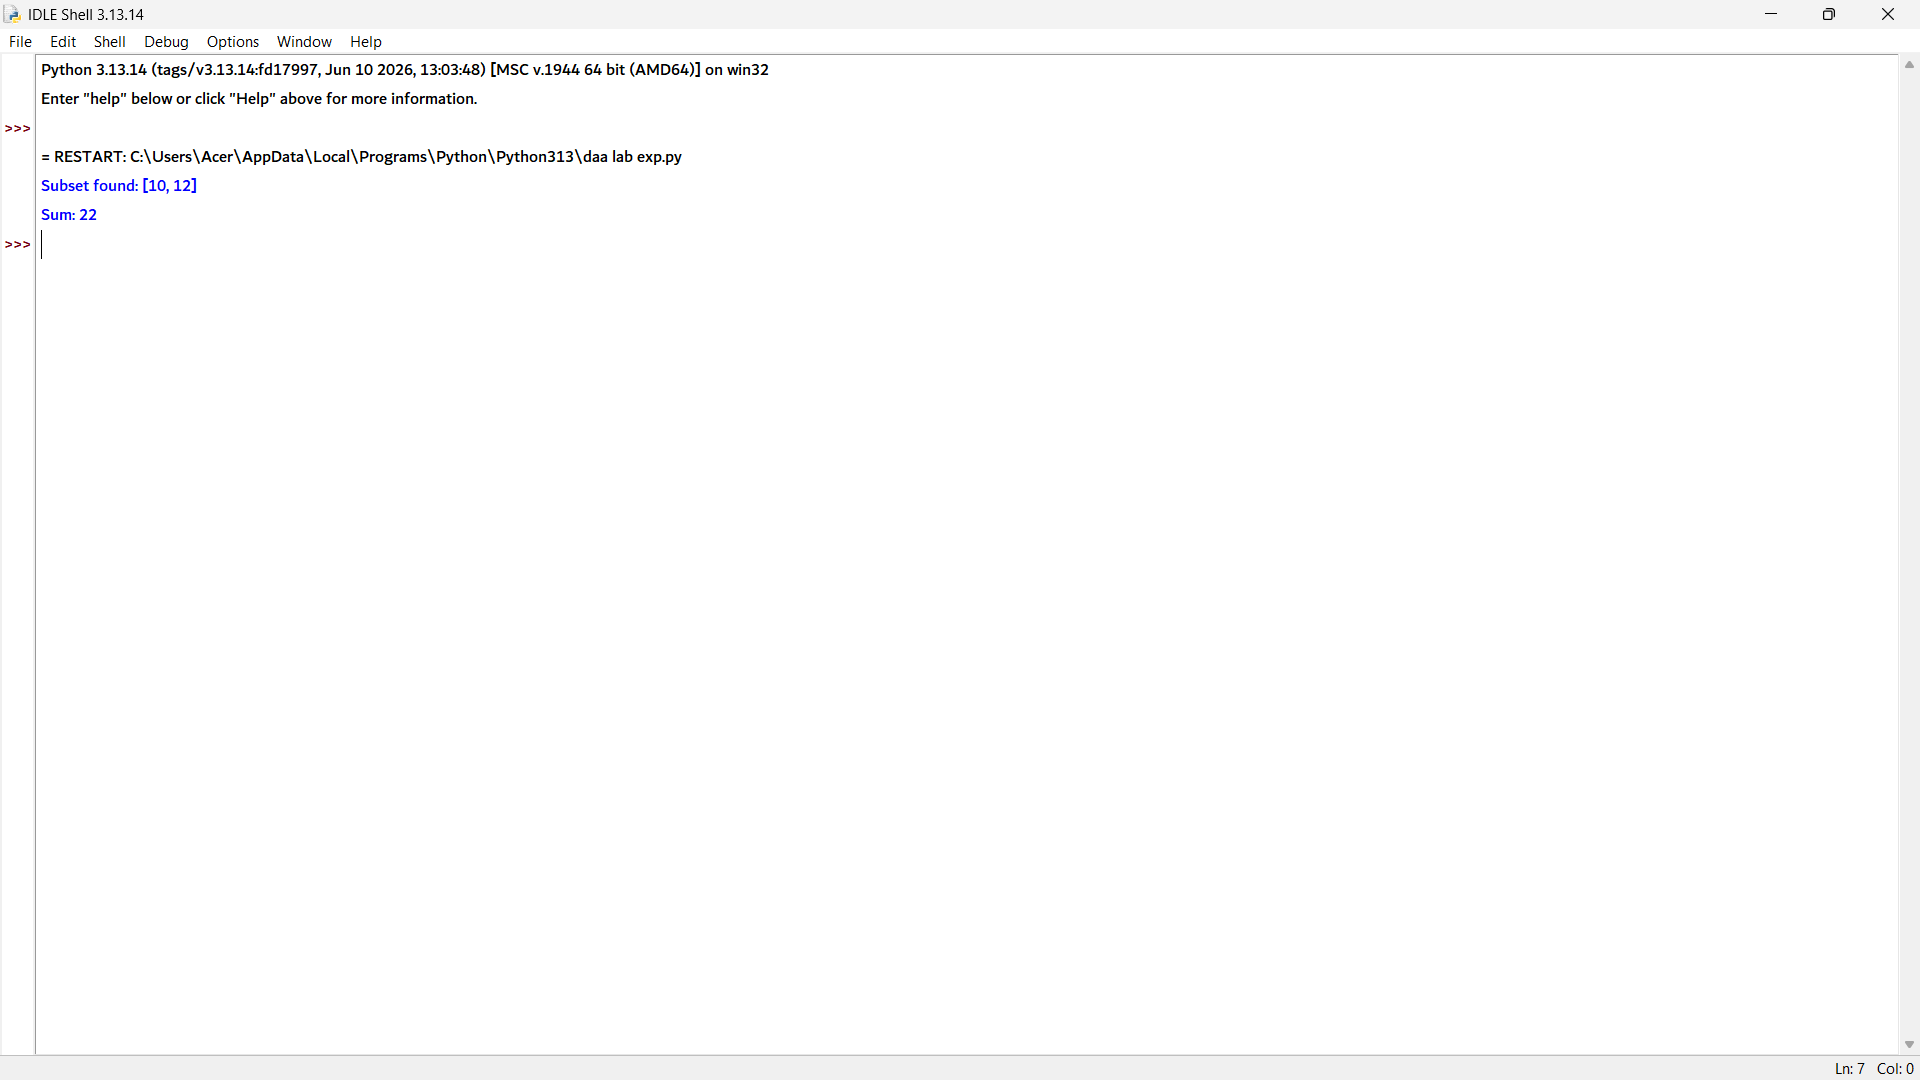 IDLE Shell 3.13.14
File Edit Shell Debug Options Window Help
Python 3.13.14 (tags/v3.13.14:fd17997, Jun 10 2026, 13:03:48) [MSC v.1944 64 bit (AMD64)] on win32
Enter "help" below or click "Help" above for more information.
>>>
= RESTART: C:\Users\Acer\AppData\Local\Programs\Python\Python313\daa lab exp.py
Subset found: [10, 12]
Sum: 22
>>>
Ln: 7 Col: 0